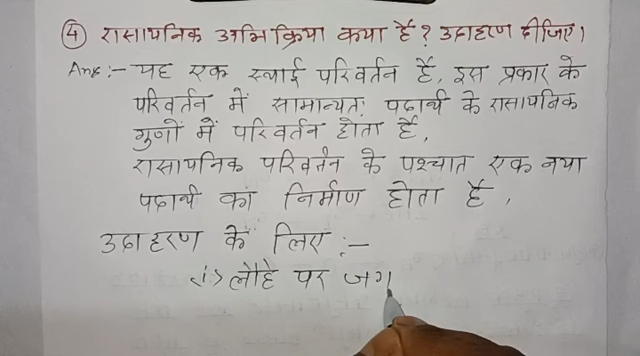 ④ रासायनिक अभिक्रिया क्या है? उदाहरण दीजिए।
Ans:- यह एक स्थाई परिवर्तन है, इस प्रकार के
परिवर्तन में सामान्यतः पदार्थ के रासायनिक
गुणों में परिवर्तन होता है,
रासायनिक परिवर्तन के पश्चात एक नया
पदार्थ का निर्माण होता है,
उदाहरण के लिए :-
<i> लोहे पर जग